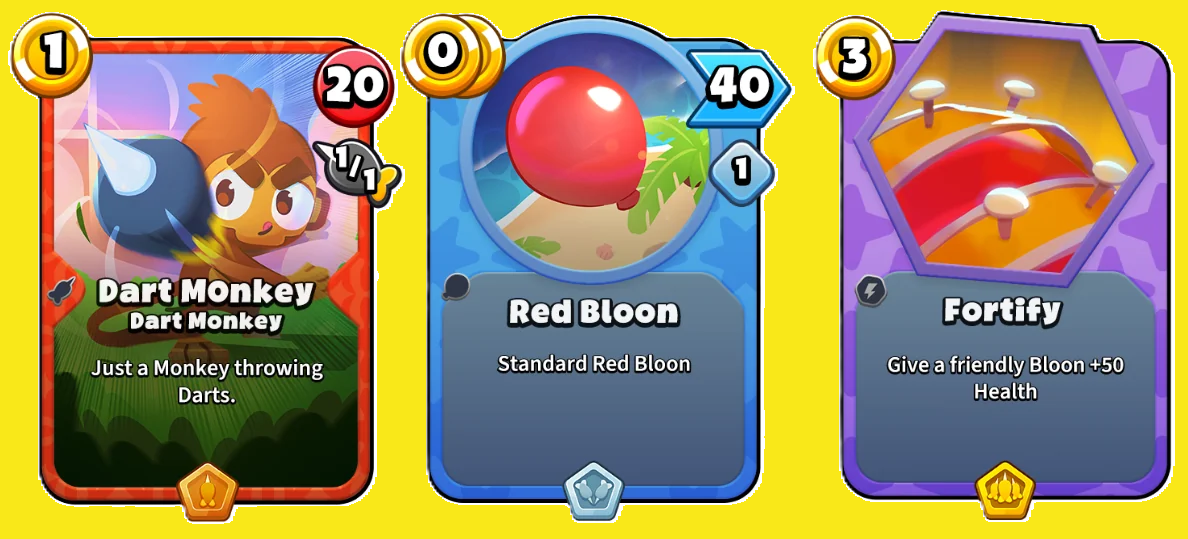 1
20
1/1
Dart Monkey
Dart Monkey
Just a Monkey throwing
Darts.
0
40
1
Red Bloon
Standard Red Bloon
3
Fortify
Give a friendly Bloon +50
Health